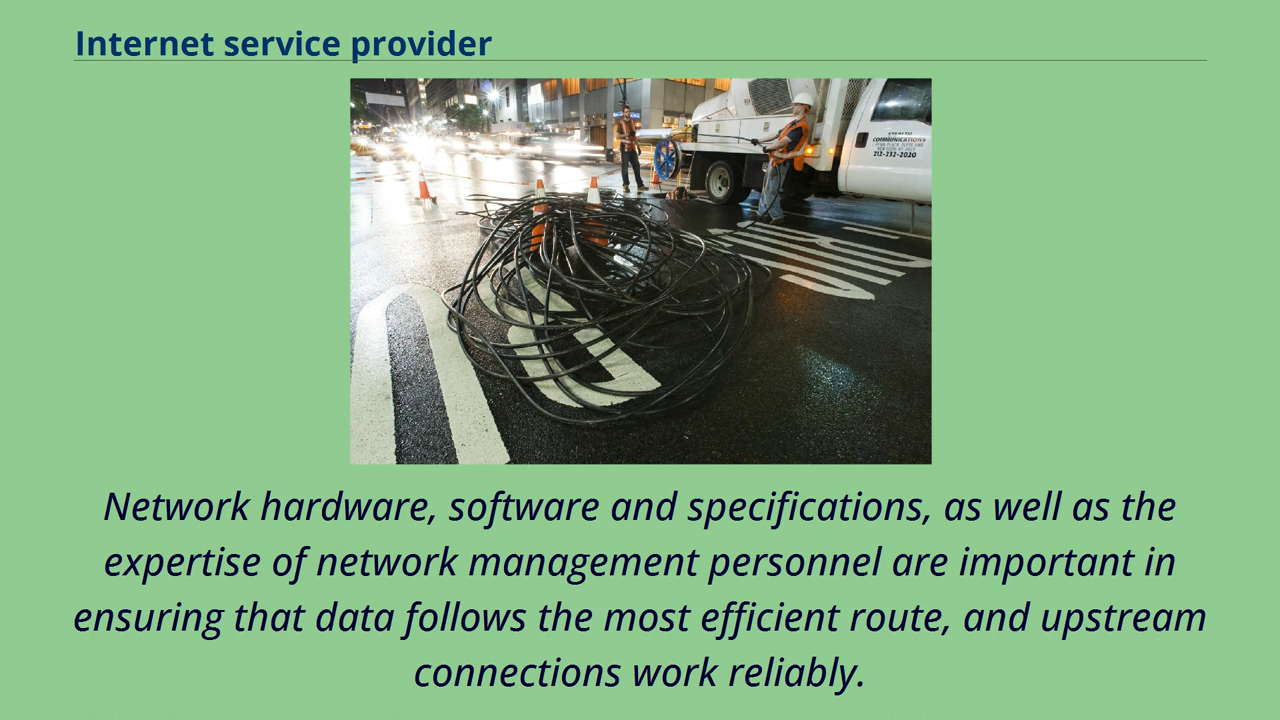 Internet service provider
STEALTH
COMMUNICATIONS
212-232-2020
Network hardware, software and specifications, as well as the
expertise of network management personnel are important in
ensuring that data follows the most efficient route, and upstream
connections work reliably.